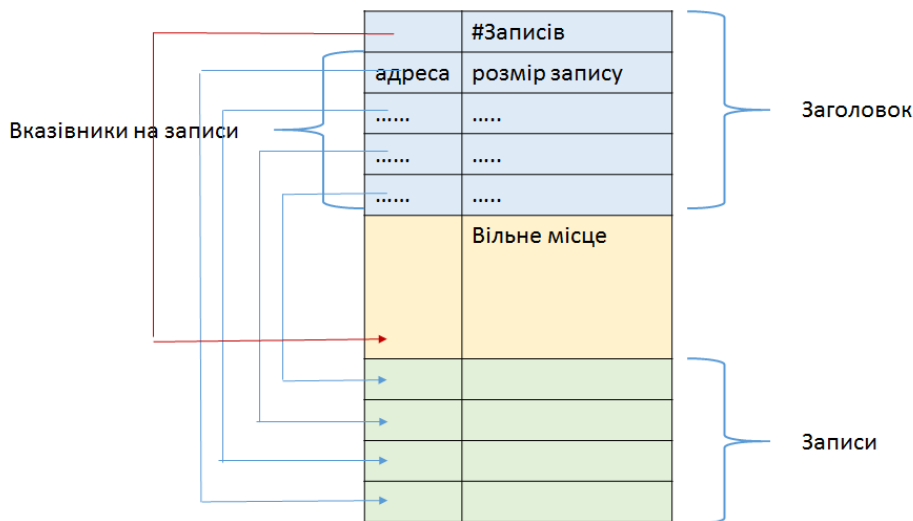 #Записів
адреса розмір запису
...... .....
Вказівники на записи
Заголовок
...... .....
...... .....
Вільне місце
Записи